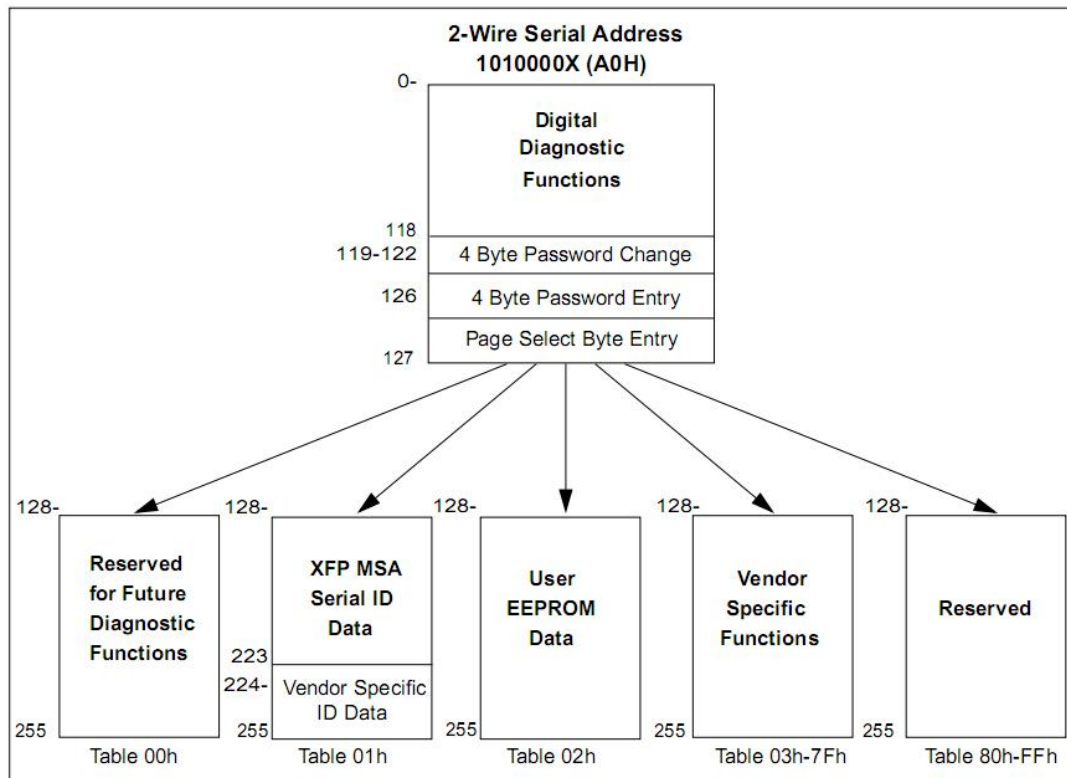 2-Wire Serial Address
1010000X (A0H)
0-
Digital
Diagnostic
Functions
118
119-122
4 Byte Password Change
126
4 Byte Password Entry
Page Select Byte Entry
127
128-
Reserved
for Future
Diagnostic
Functions
255
Table 00h
128-
XFP MSA
Serial ID
Data
223
224-
Vendor Specific
ID Data
255
Table 01h
128-
User
EEPROM
Data
255
Table 02h
128-
Vendor
Specific
Functions
255
Table 03h-7Fh
128-
Reserved
255
Table 80h-FFh